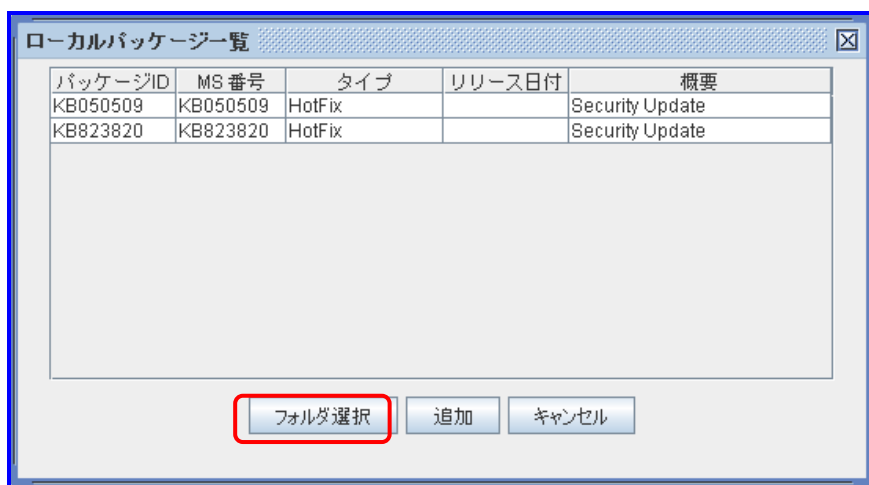 ローカルパッケージ一覧
パッケージID MS 番号 タイプ リリース日付 概要
KB050509 KB050509 HotFix Security Update
KB823820 KB823820 HotFix Security Update
フォルダ選択 追加 キャンセル